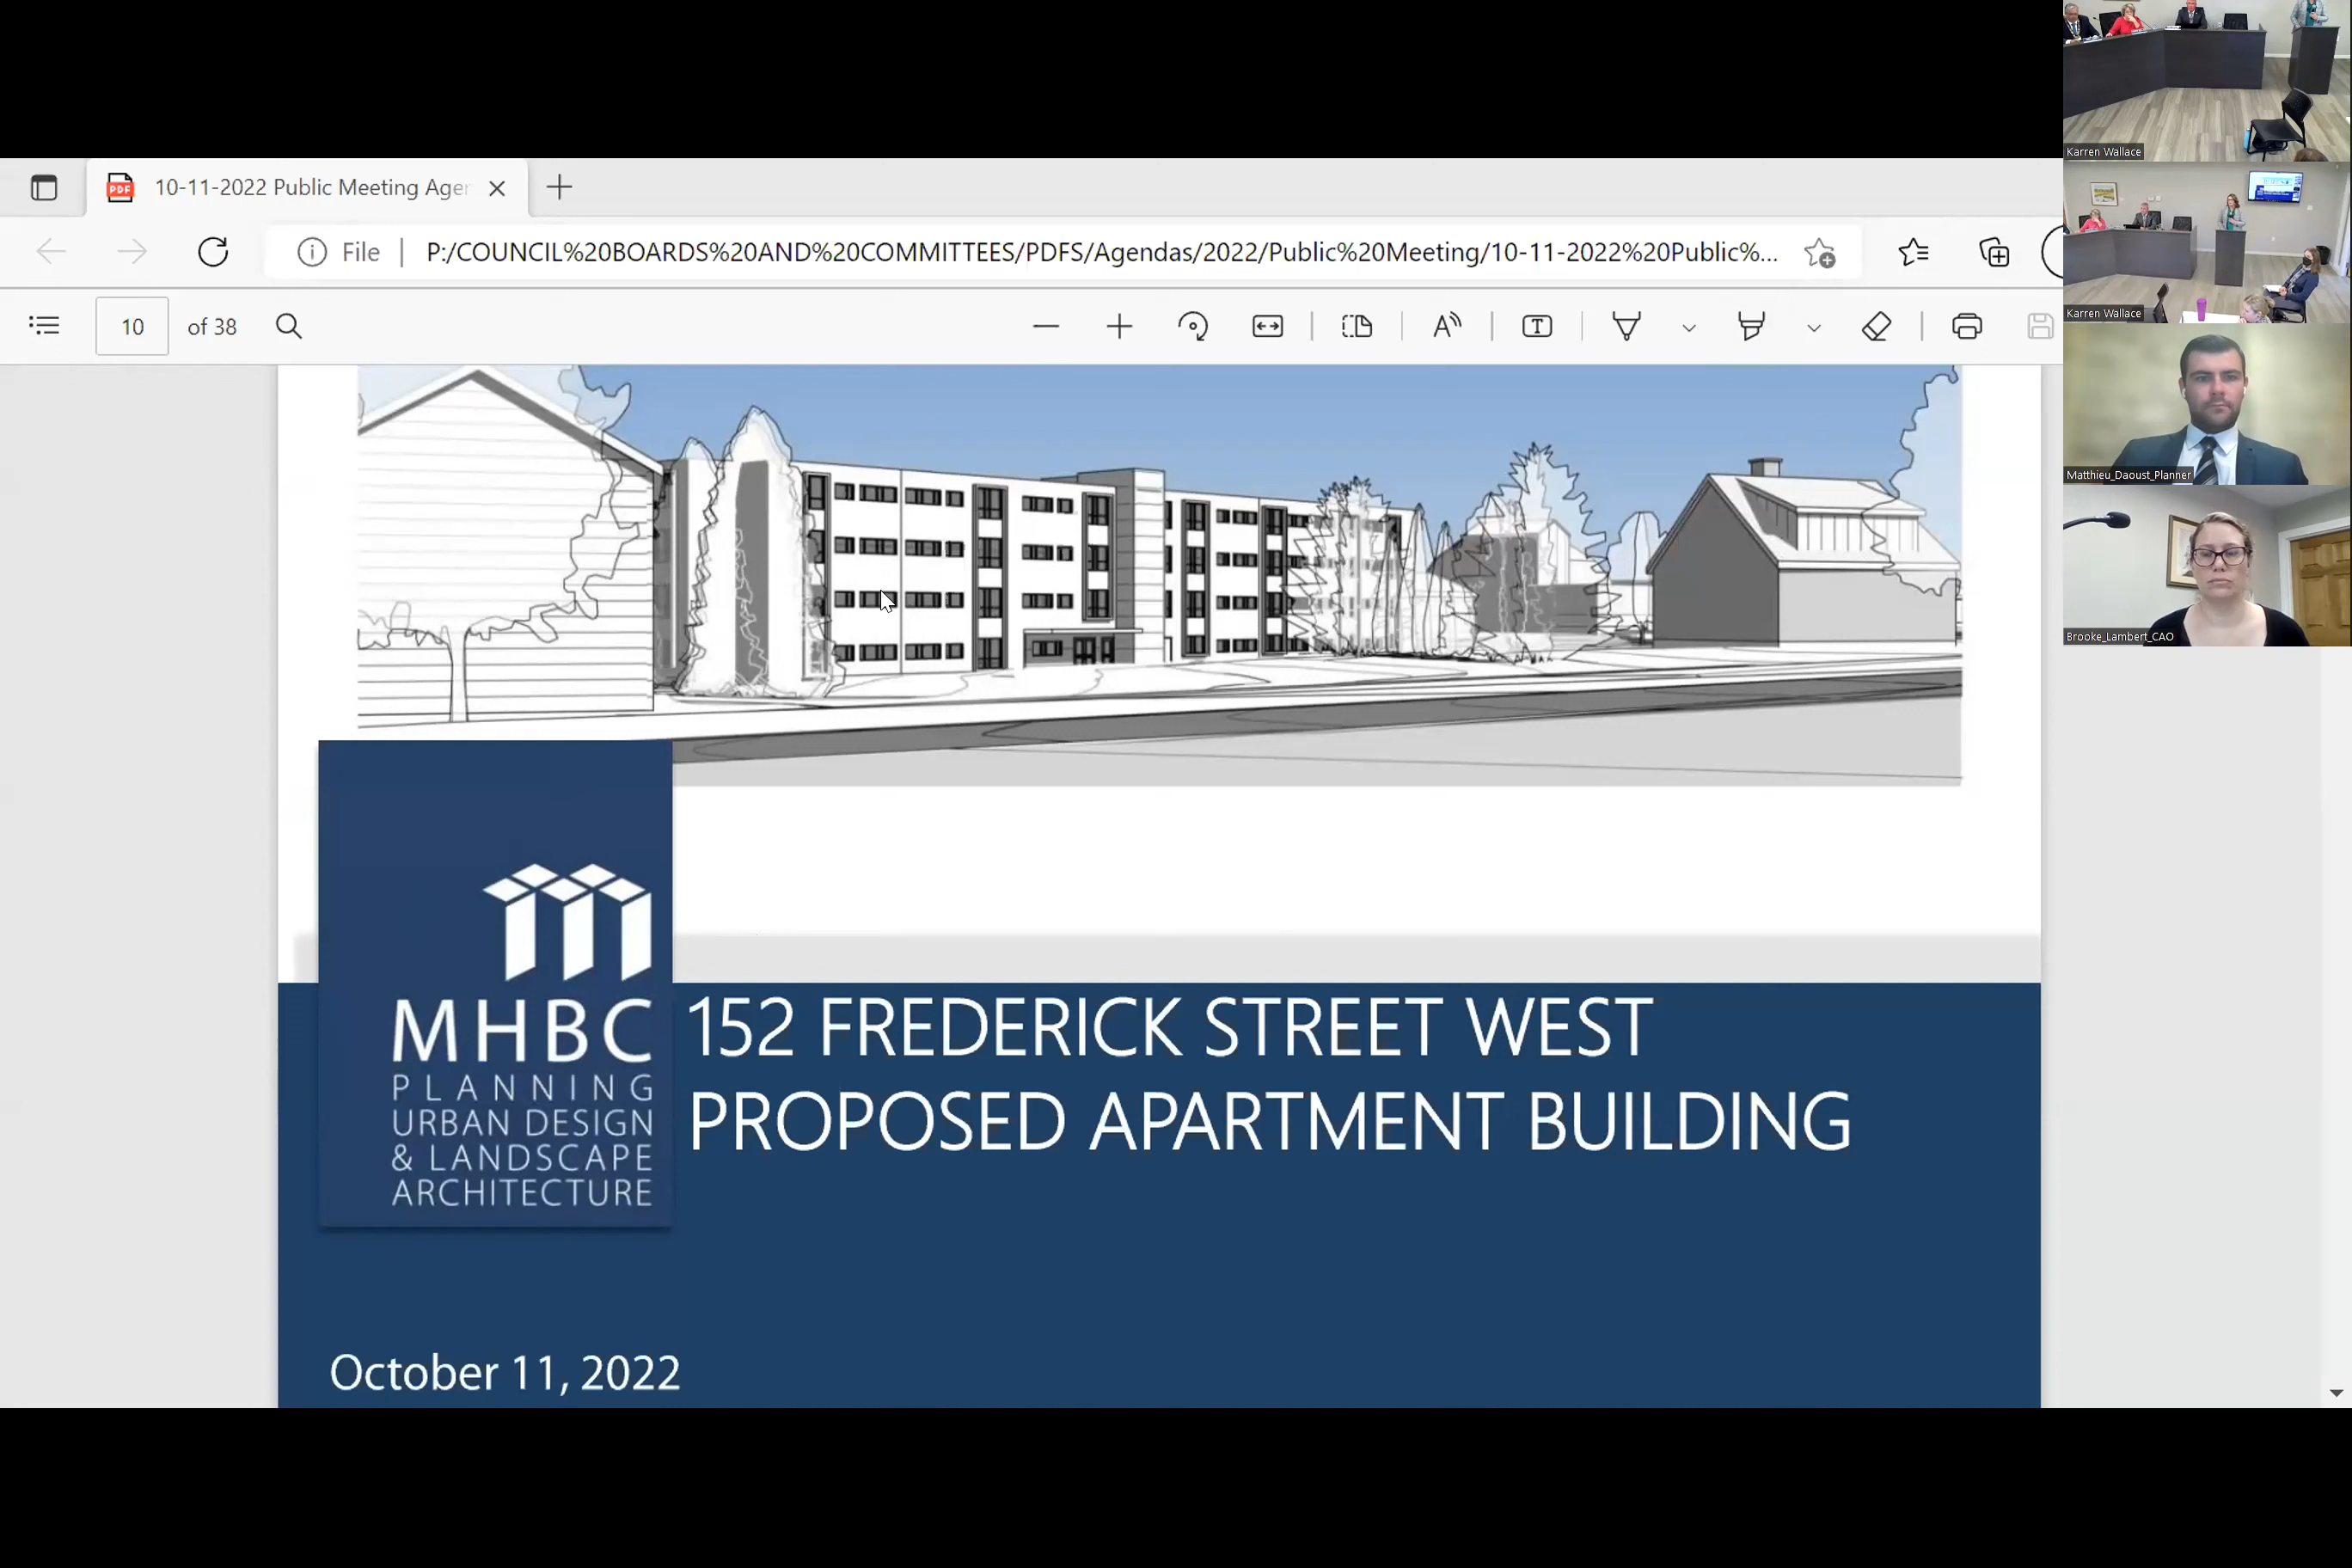 10-11-2022 Public Meeting Agen
File
P:/COUNCIL%20BOARDS%20AND%20COMMITTEES/PDFS/Agendas/2022/Public%20Meeting/10-11-2022%20Public%...
10 of 38
MHBC
PLANNING
URBAN DESIGN
& LANDSCAPE
ARCHITECTURE
152 FREDERICK STREET WEST
PROPOSED APARTMENT BUILDING
October 11, 2022
Karren Wallace
Karren Wallace
Matthieu_Daoust_Planner
Brooke_Lambert_CAO